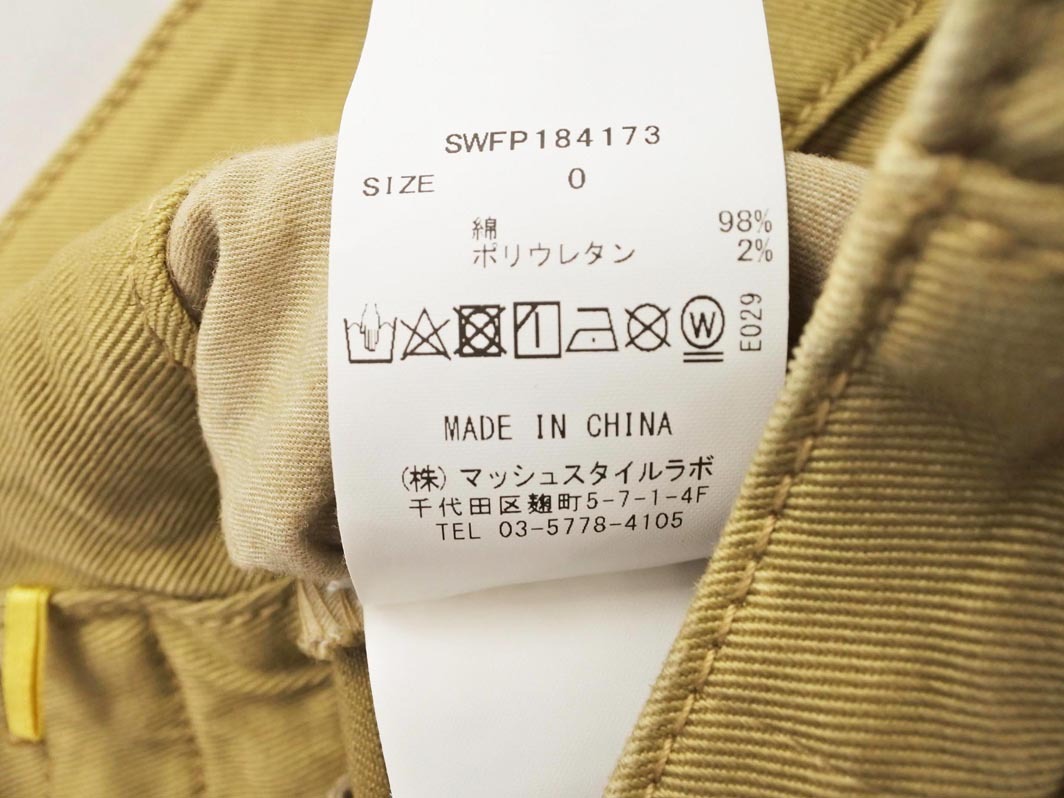 SWFP184173
SIZE 0
綿 98%
ポリウレタン 2%
W
E029
MADE IN CHINA
(株)マッシュスタイルラボ
千代田区麹町5-7-1-4F
TEL 03-5778-4105